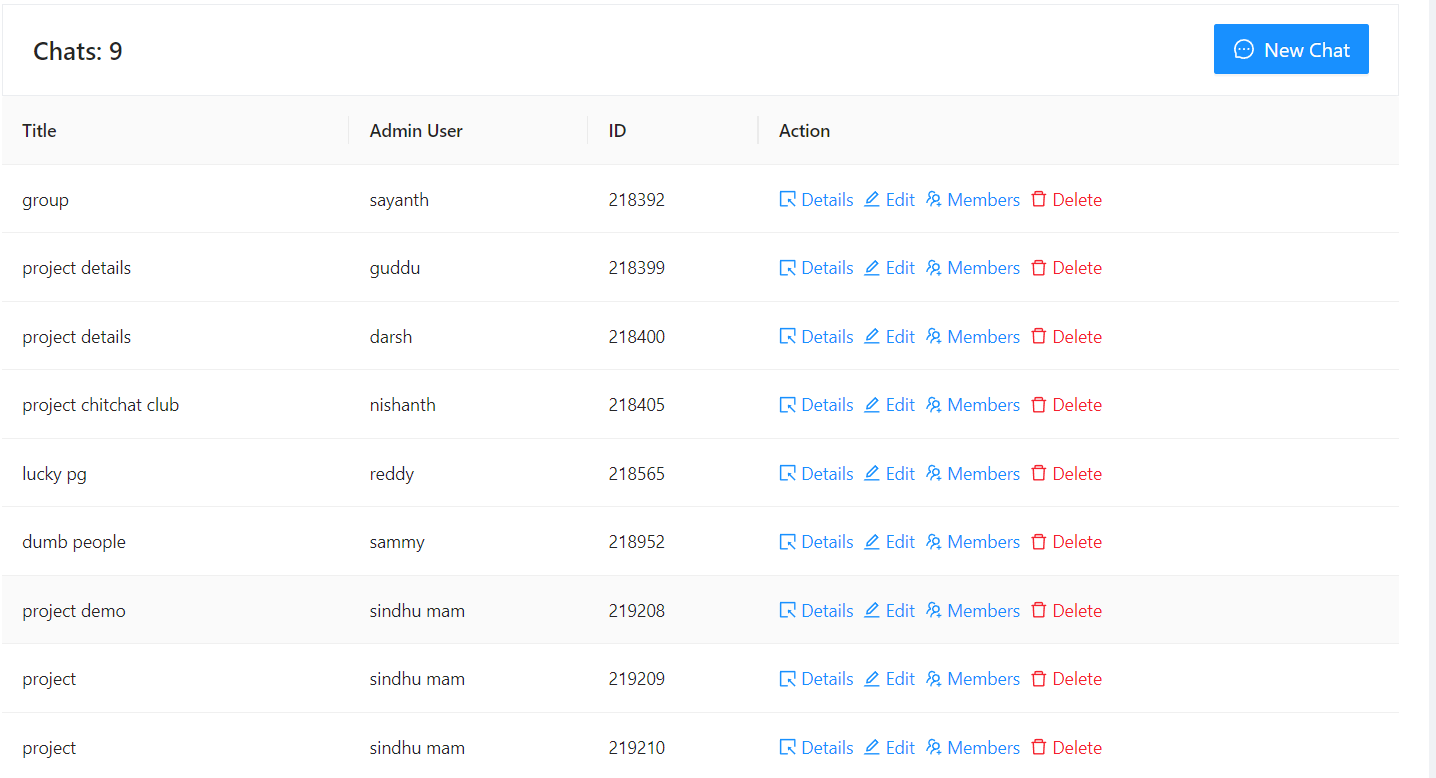 Chats: 9
New Chat
Title Admin User ID Action
group sayanth 218392 Details Edit Members Delete
project details guddu 218399 Details Edit Members Delete
project details darsh 218400 Details Edit Members Delete
project chitchat club nishanth 218405 Details Edit Members Delete
lucky pg reddy 218565 Details Edit Members Delete
dumb people sammy 218952 Details Edit Members Delete
project demo sindhu mam 219208 Details Edit Members Delete
project sindhu mam 219209 Details Edit Members Delete
project sindhu mam 219210 Details Edit Members Delete